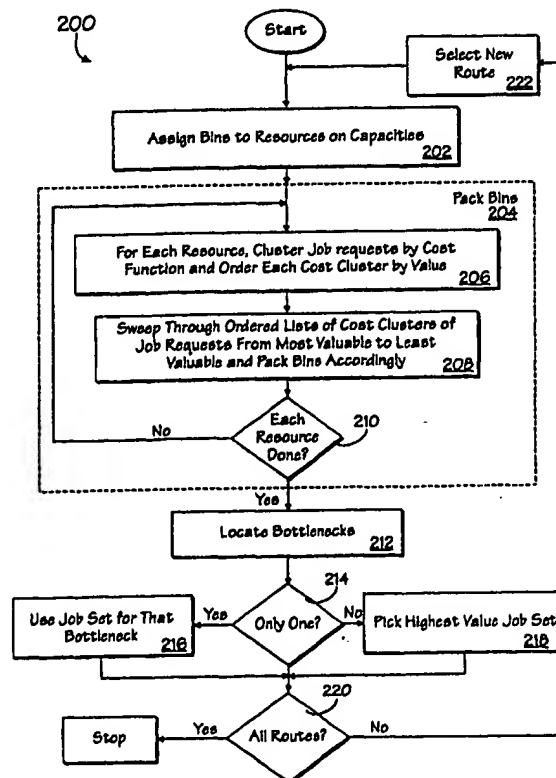 200
Start
Select New
Route
222
Assign Bins to Resources on Capacities
202
Pack Bins
204
For Each Resource, Cluster Job requests by Cost
Function and Order Each Cost Cluster by Value
206
Sweep Through Ordered Lists of Cost Clusters of
Job Requests From Most Valuable to Least
Valuable and Pack Bins Accordingly
208
Each
Resource
Done?
210
No
Yes
Locate Bottlenecks
212
214
Only One?
Yes
No
Use Job Set for That
Bottleneck
216
Pick Highest Value Job Set
218
220
All Routes?
Yes
No
Stop